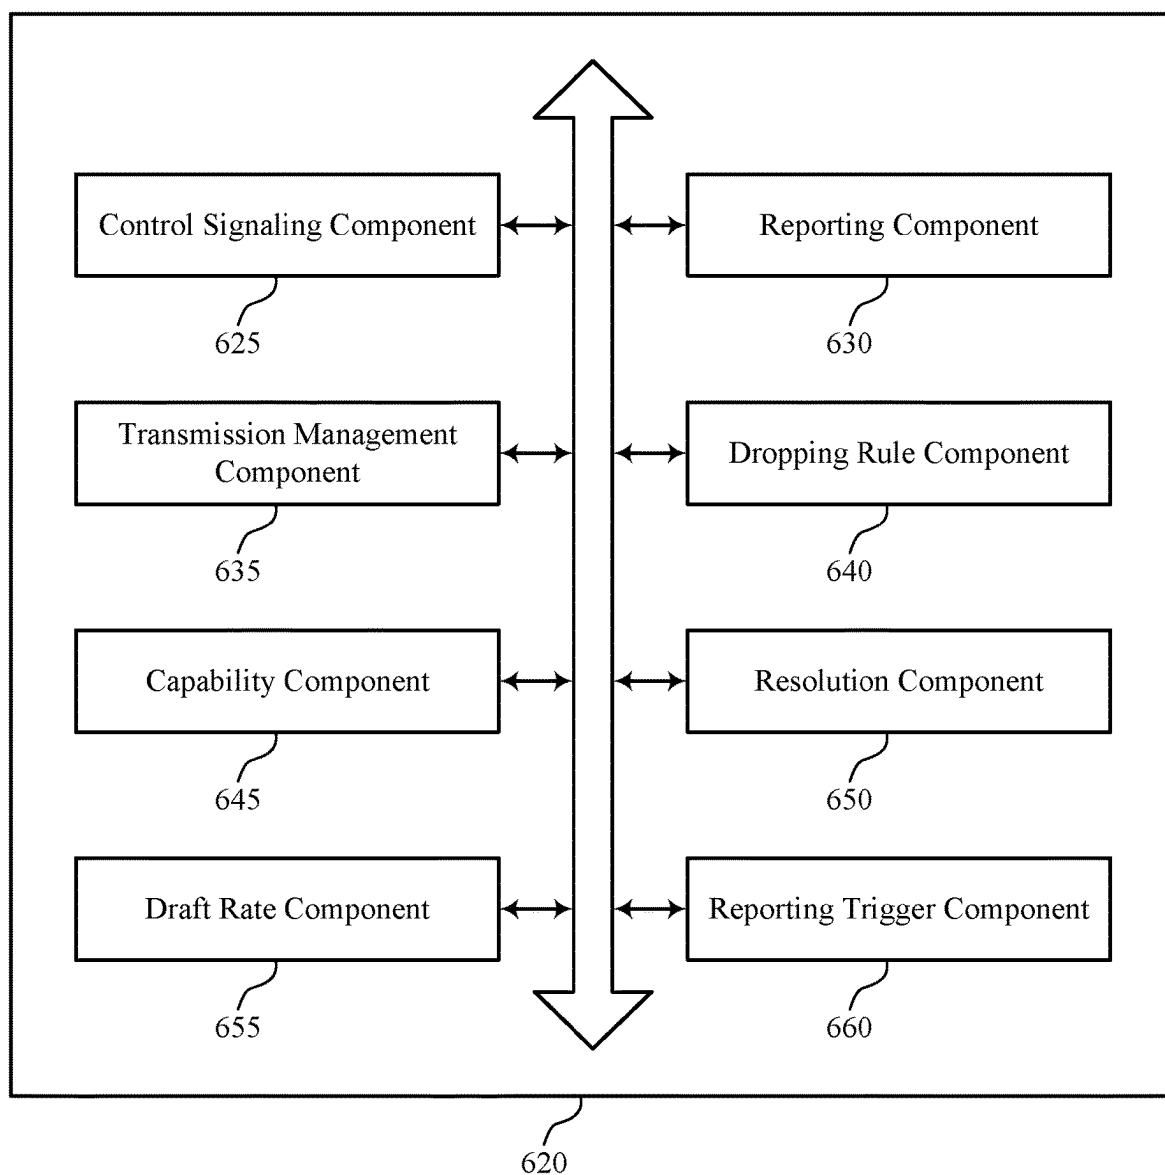 Control Signaling Component
Reporting Component
625
630
Transmission Management
Component
Dropping Rule Component
635
640
Capability Component
Resolution Component
645
650
Draft Rate Component
Reporting Trigger Component
655
660
620